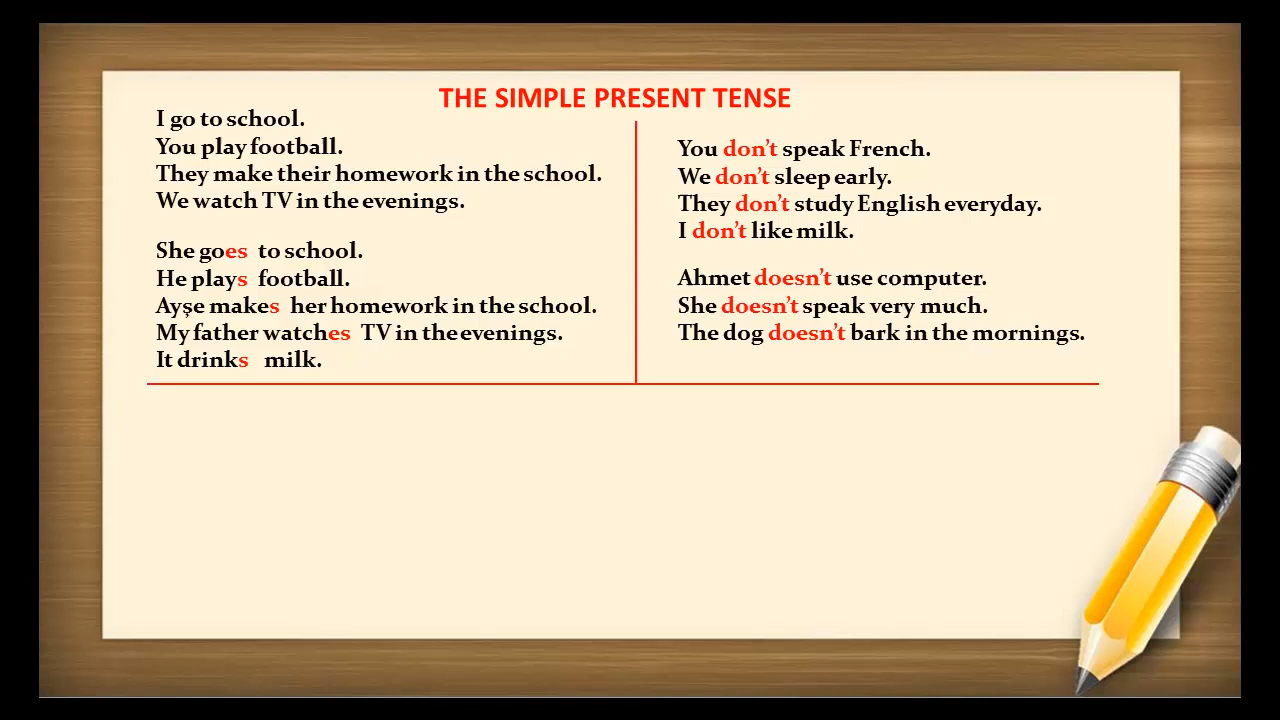 THE SIMPLE PRESENT TENSE
I go to school.
You play football.
They make their homework in the school.
We watch TV in the evenings.
She goes to school.
He plays football.
Ayşe makes her homework in the school.
My father watches TV in the evenings.
It drinks milk.
You don't speak French.
We don't sleep early.
They don't study English everyday.
I don't like milk.
Ahmet doesn't use computer.
She doesn't speak very much.
The dog doesn't bark in the mornings.